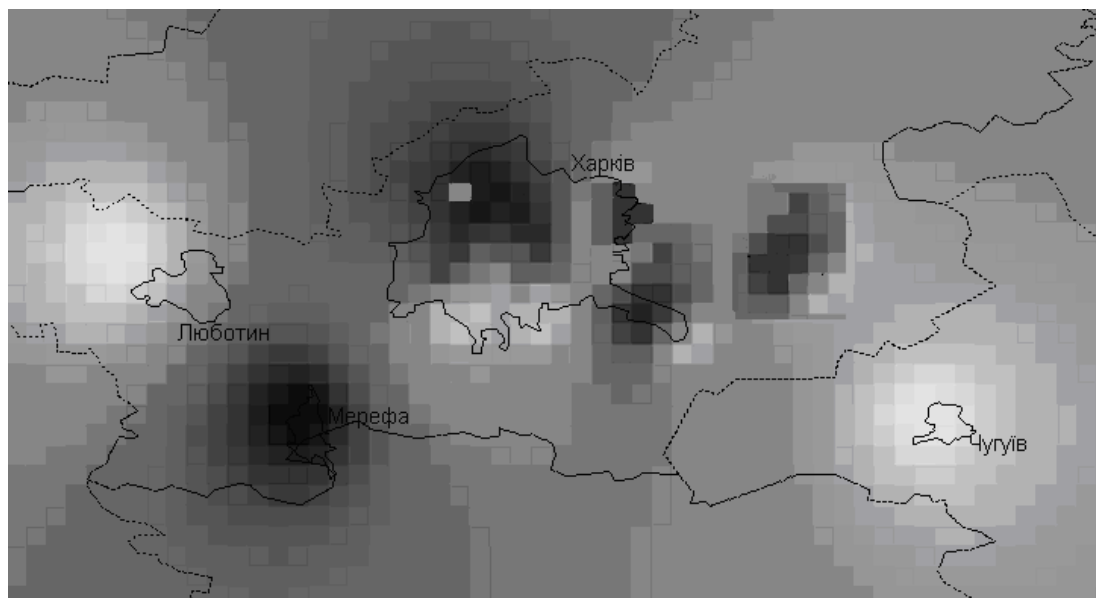 Харків
Люботин
Мерефа
Чугуїв